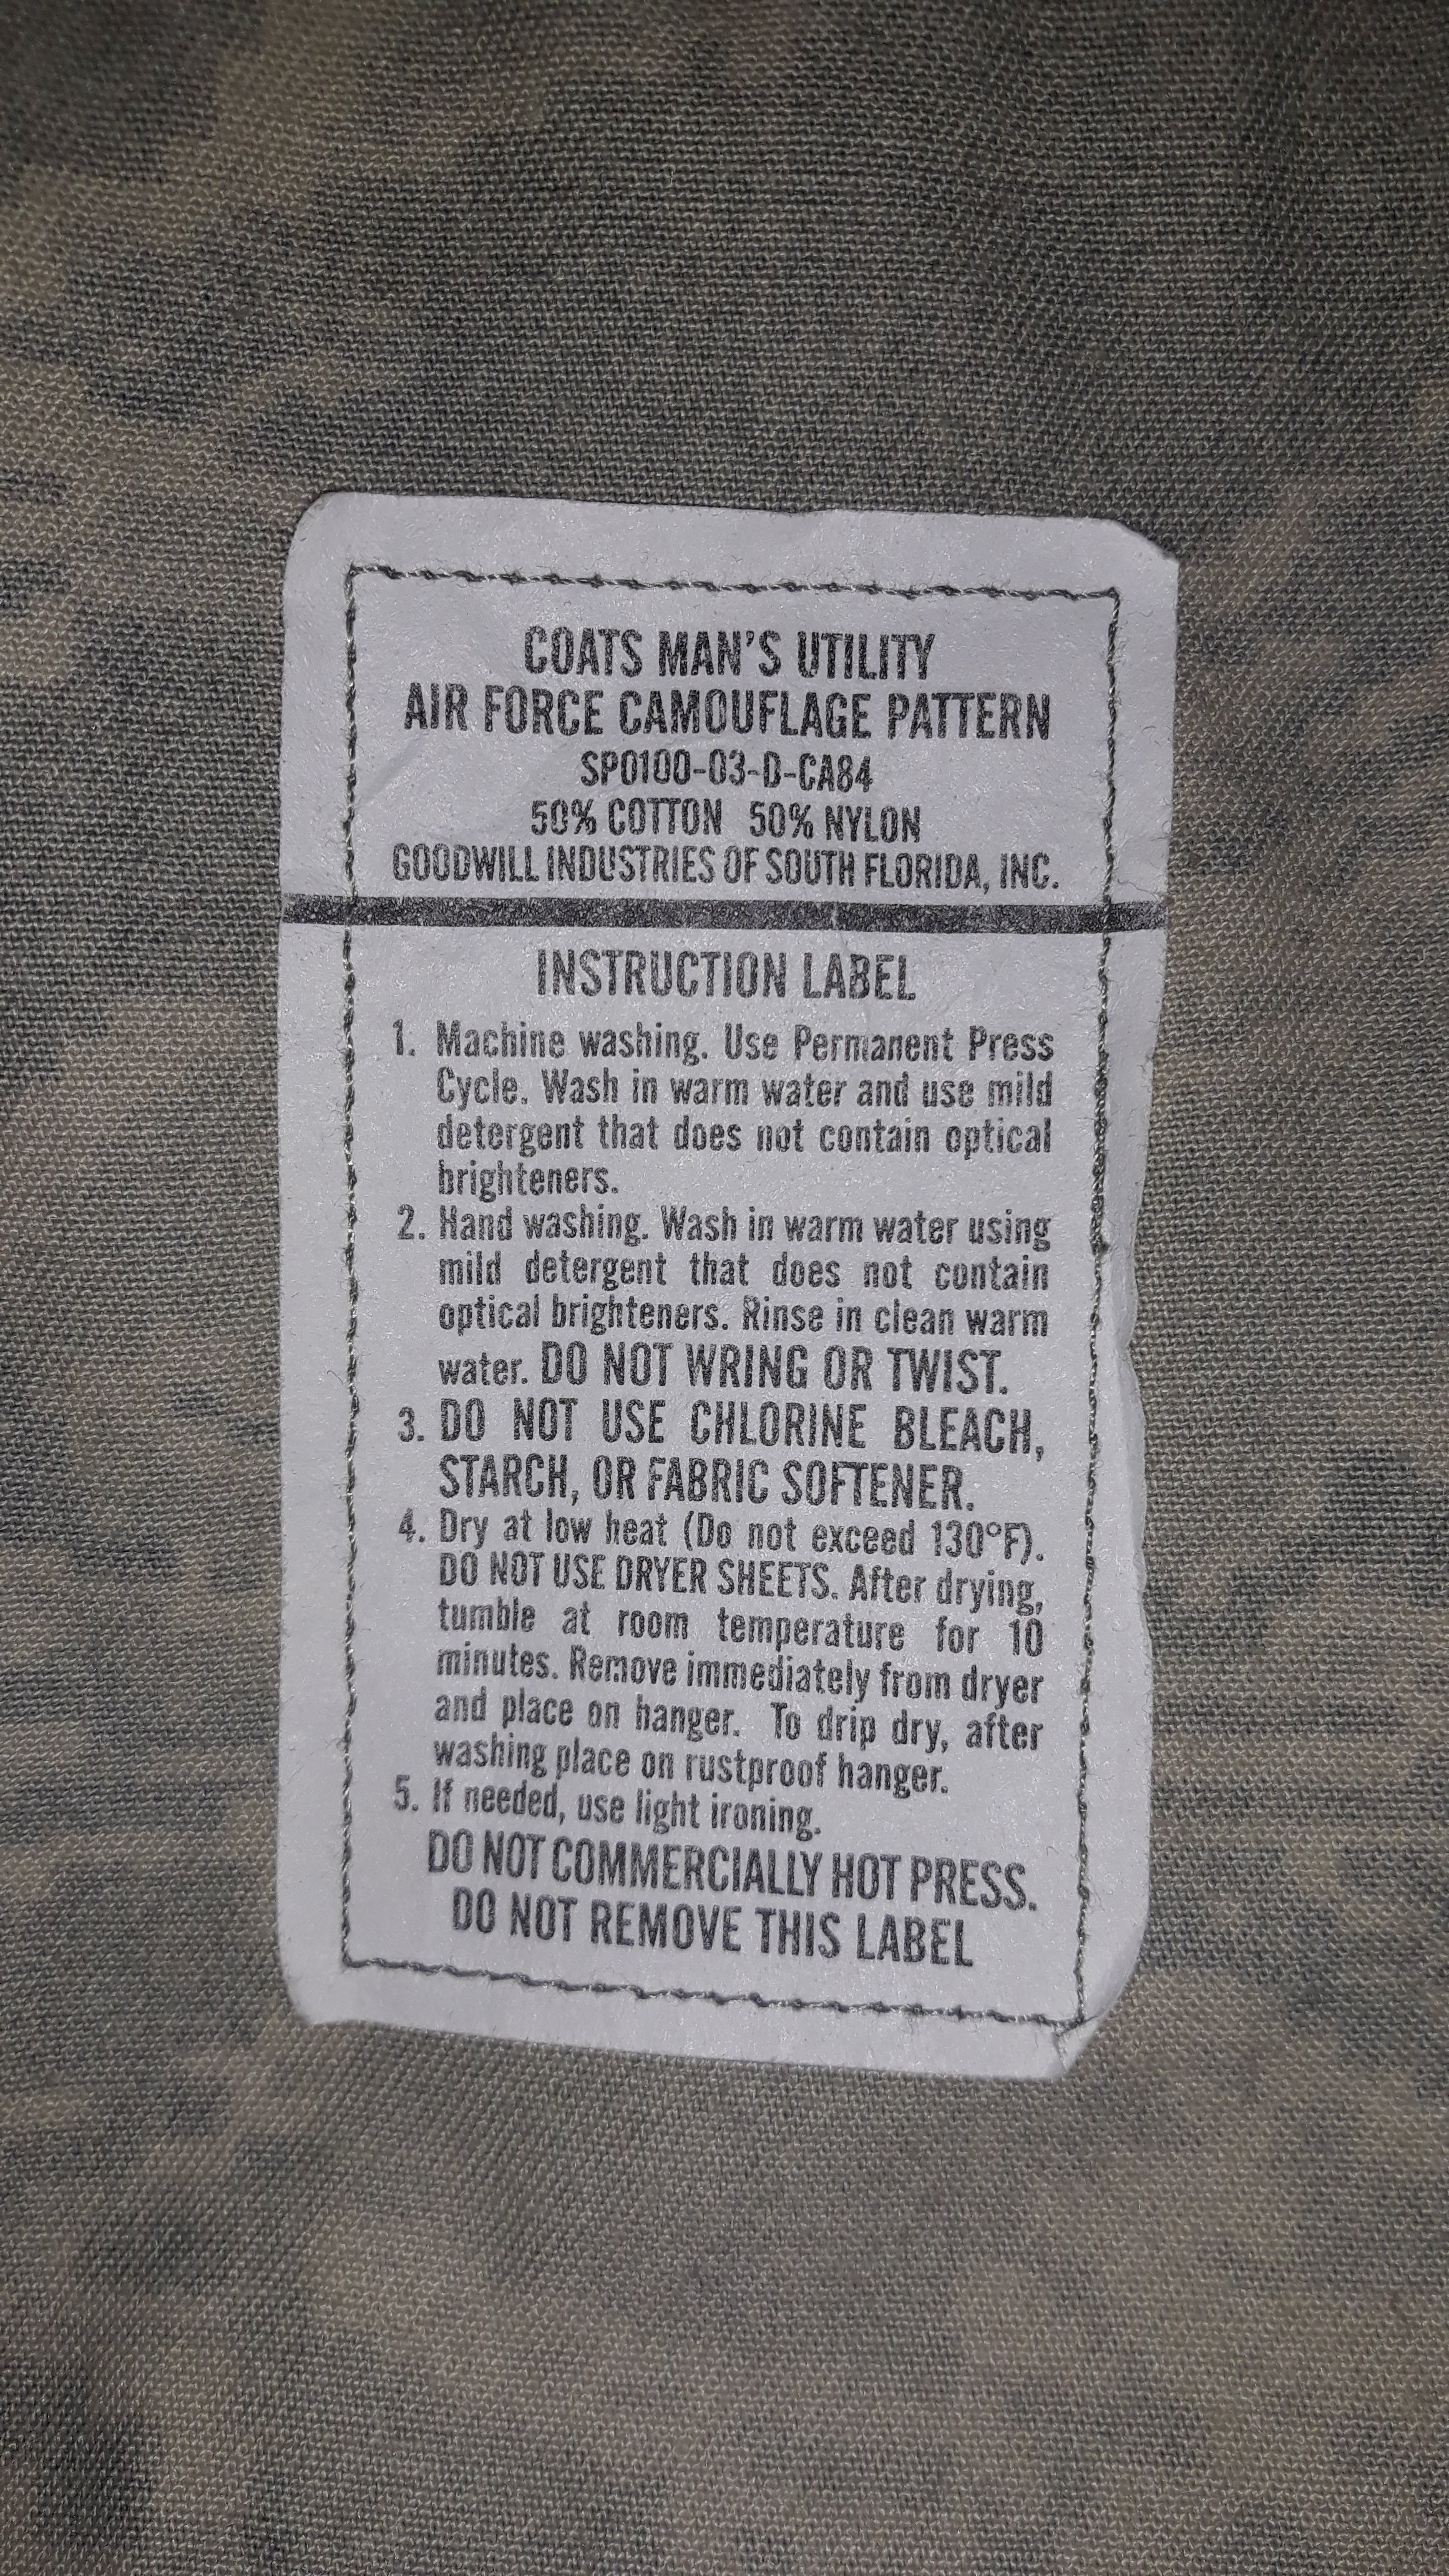 COATS MAN'S UTILITY
AIR FORCE CAMOUFLAGE PATTERN
SP0100-03-D-CA84
50% COTTON 50% NYLON
GOODWILL INDUSTRIES OF SOUTH FLORIDA, INC.
INSTRUCTION LABEL
1. Machine washing. Use Permanent Press
Cycle. Wash in warm water and use mild
detergent that does not contain optical
brighteners.
2. Hand washing. Wash in warm water using
mild detergent that does not contain
optical brighteners. Rinse in clean warm
water. DO NOT WRING OR TWIST.
3. DO NOT USE CHLORINE BLEACH,
STARCH, OR FABRIC SOFTENER.
4. Dry at low heat (Do not exceed 130°F).
DO NOT USE DRYER SHEETS. After drying,
tumble at room temperature for 10
minutes. Remove immediately from dryer
and place on hanger. To drip dry, after
washing place on rustproof hanger.
5. If needed, use light ironing.
DO NOT COMMERCIALLY HOT PRESS.
DO NOT REMOVE THIS LABEL